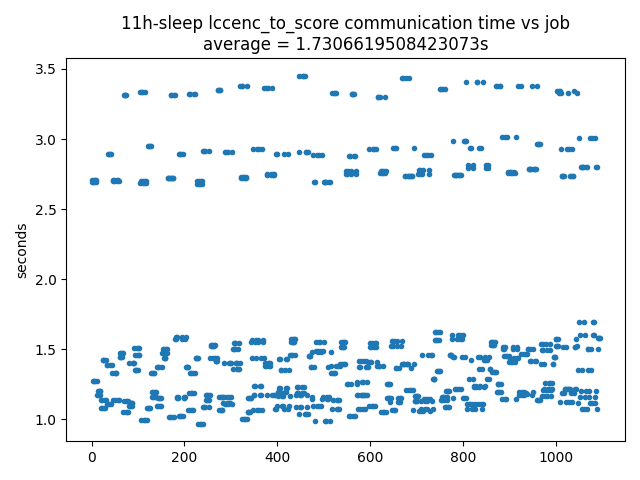 11h-sleep lccenc_to_score communication time vs job
average = 1.7306619508423073s
seconds
3.5
3.0
2.5
2.0
1.5
1.0
0 200 400 600 800 1000